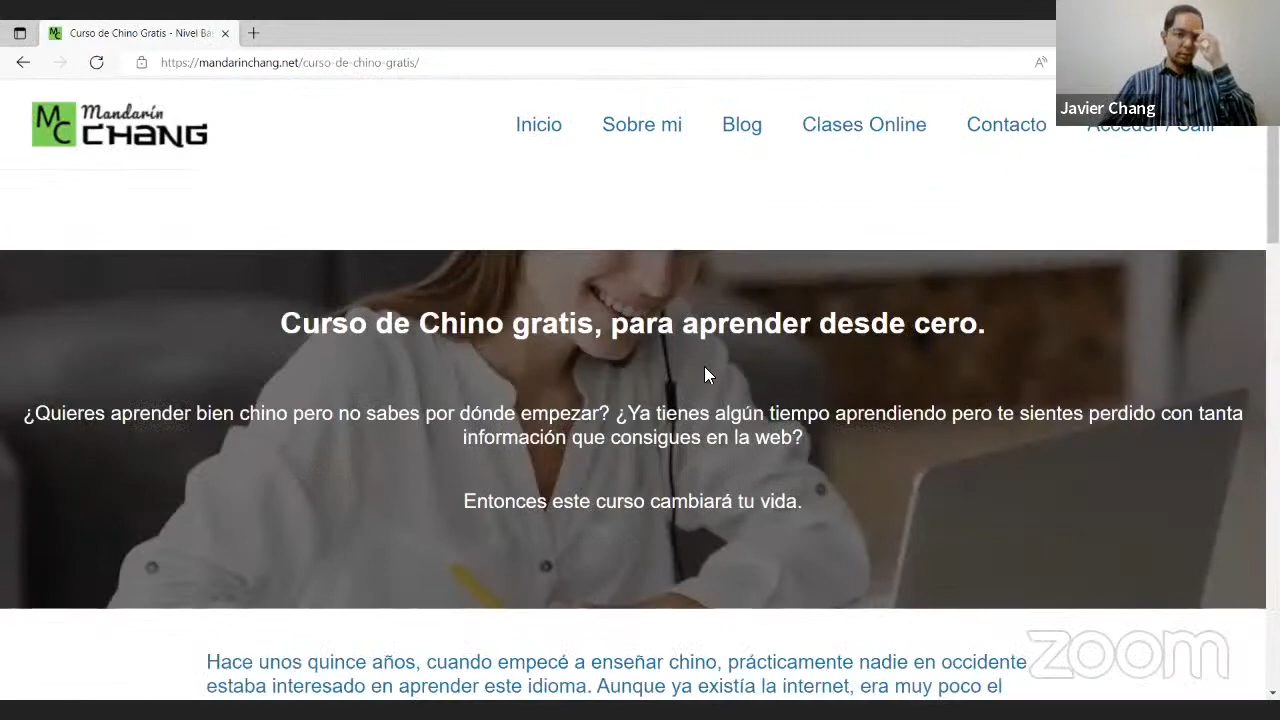 Curso de Chino Gratis - Nivel Bá
https://mandarinchang.net/curso-de-chino-gratis/
Javier Chang
MC Mandarín
CHANG
Inicio Sobre mi Blog Clases Online Contacto Acceder / Salir
Curso de Chino gratis, para aprender desde cero.
¿Quieres aprender bien chino pero no sabes por dónde empezar? ¿Ya tienes algún tiempo aprendiendo pero te sientes perdido con tanta
información que consigues en la web?
Entonces este curso cambiará tu vida.
Hace unos quince años, cuando empecé a enseñar chino, prácticamente nadie en occidente
estaba interesado en aprender este idioma. Aunque ya existía la internet, era muy poco el
zoom